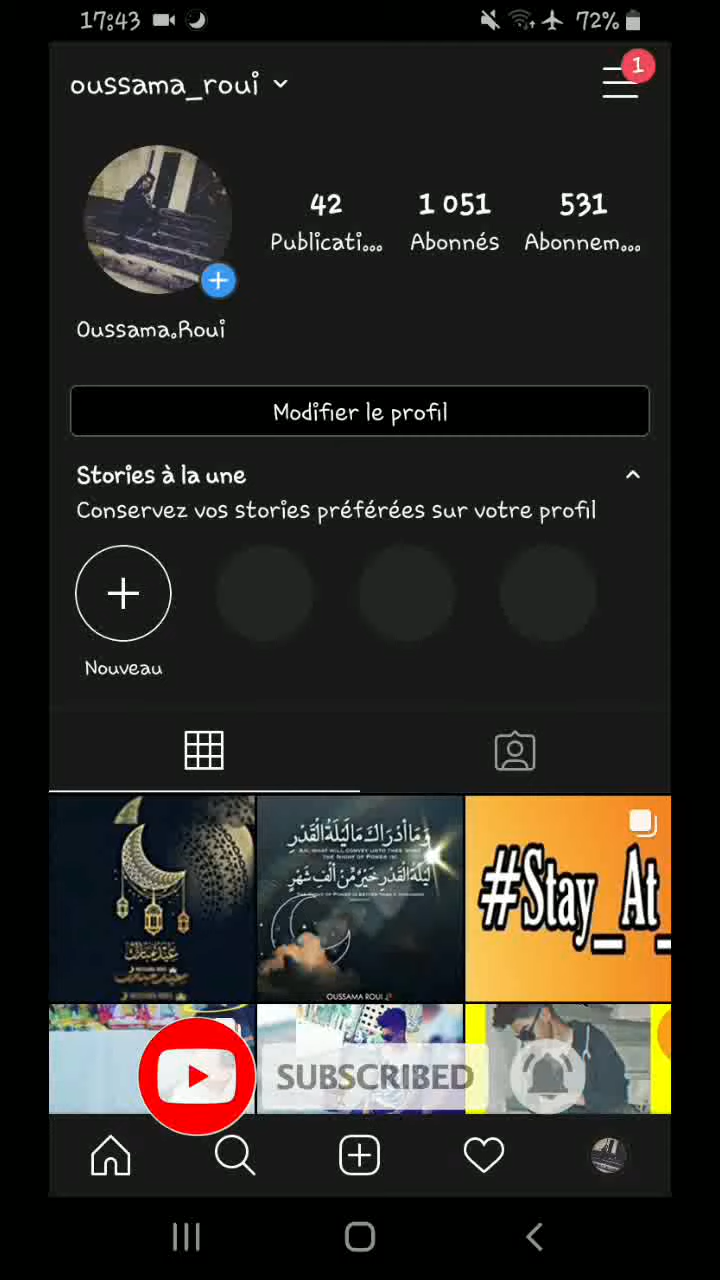 17:43
72%
oussama_roui
1
42
1 051
531
Publicati...
Abonnés
Abonnem...
Oussama.Roui
Modifier le profil
Stories à la une
Conservez vos stories préférées sur votre profil
Nouveau
وَمَا أَدْرَاكَ مَا لَيْلَةُ الْقَدْرِ
لَيْلَةُ الْقَدْرِ خَيْرٌ مِّنْ أَلْفِ شَهْرٍ
OUSSAMA ROUI
#Stay_At_
SUBSCRIBED